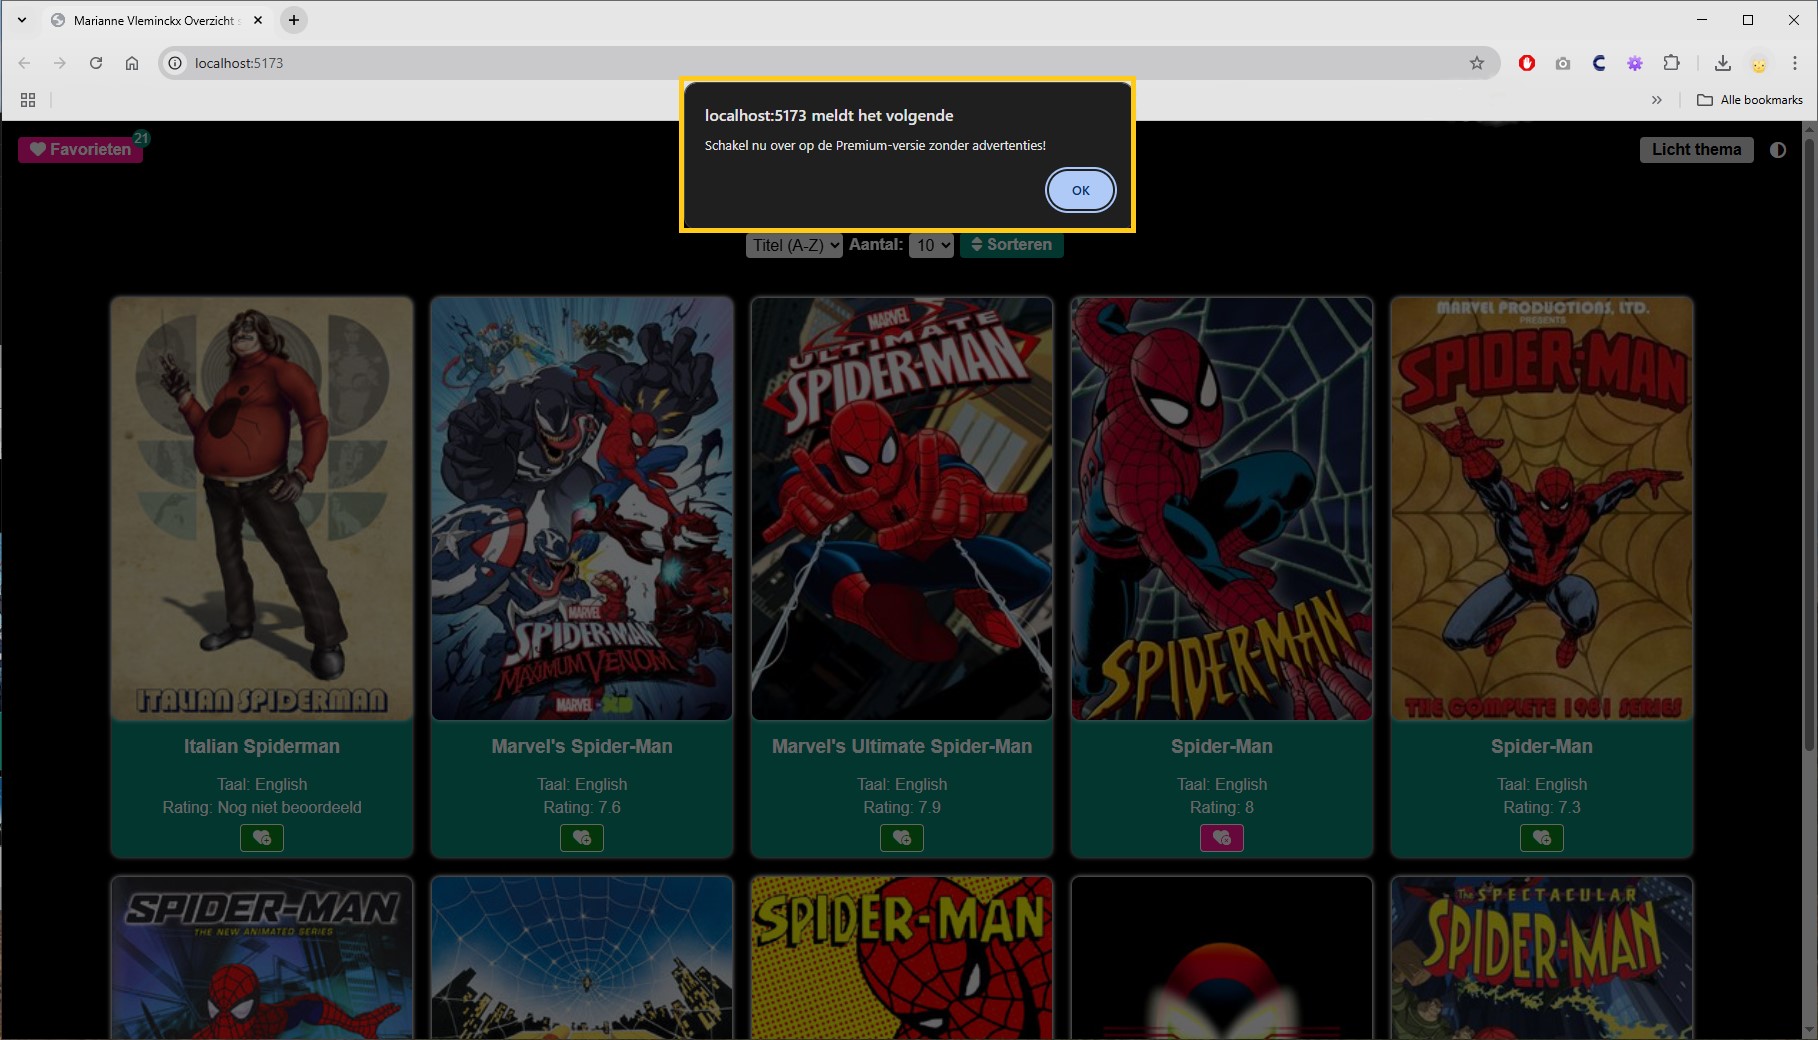 Marianne Vleminckx Overzicht s
localhost:5173
Alle bookmarks
localhost:5173 meldt het volgende
Schakel nu over op de Premium-versie zonder advertenties!
OK
Favorieten
21
Licht thema
Titel (A-Z)
Aantal:
10
Sorteren
ITALIAN SPIDERMAN
MARVEL
SPIDER-MAN
MAXIMUM VENOM
MARVEL XD
MARVEL
ULTIMATE
SPIDER-MAN
SPIDER-MAN
MARVEL PRODUCTIONS, LTD.
PRESENTS
SPIDER-MAN
THE COMPLETE 1981 SERIES
Italian Spiderman
Taal: English
Rating: Nog niet beoordeeld
Marvel's Spider-Man
Taal: English
Rating: 7.6
Marvel's Ultimate Spider-Man
Taal: English
Rating: 7.9
Spider-Man
Taal: English
Rating: 8
Spider-Man
Taal: English
Rating: 7.3
SPIDER-MAN
THE NEW ANIMATED SERIES
SPIDER-MAN
The SPECTACULAR
SPIDER-MAN